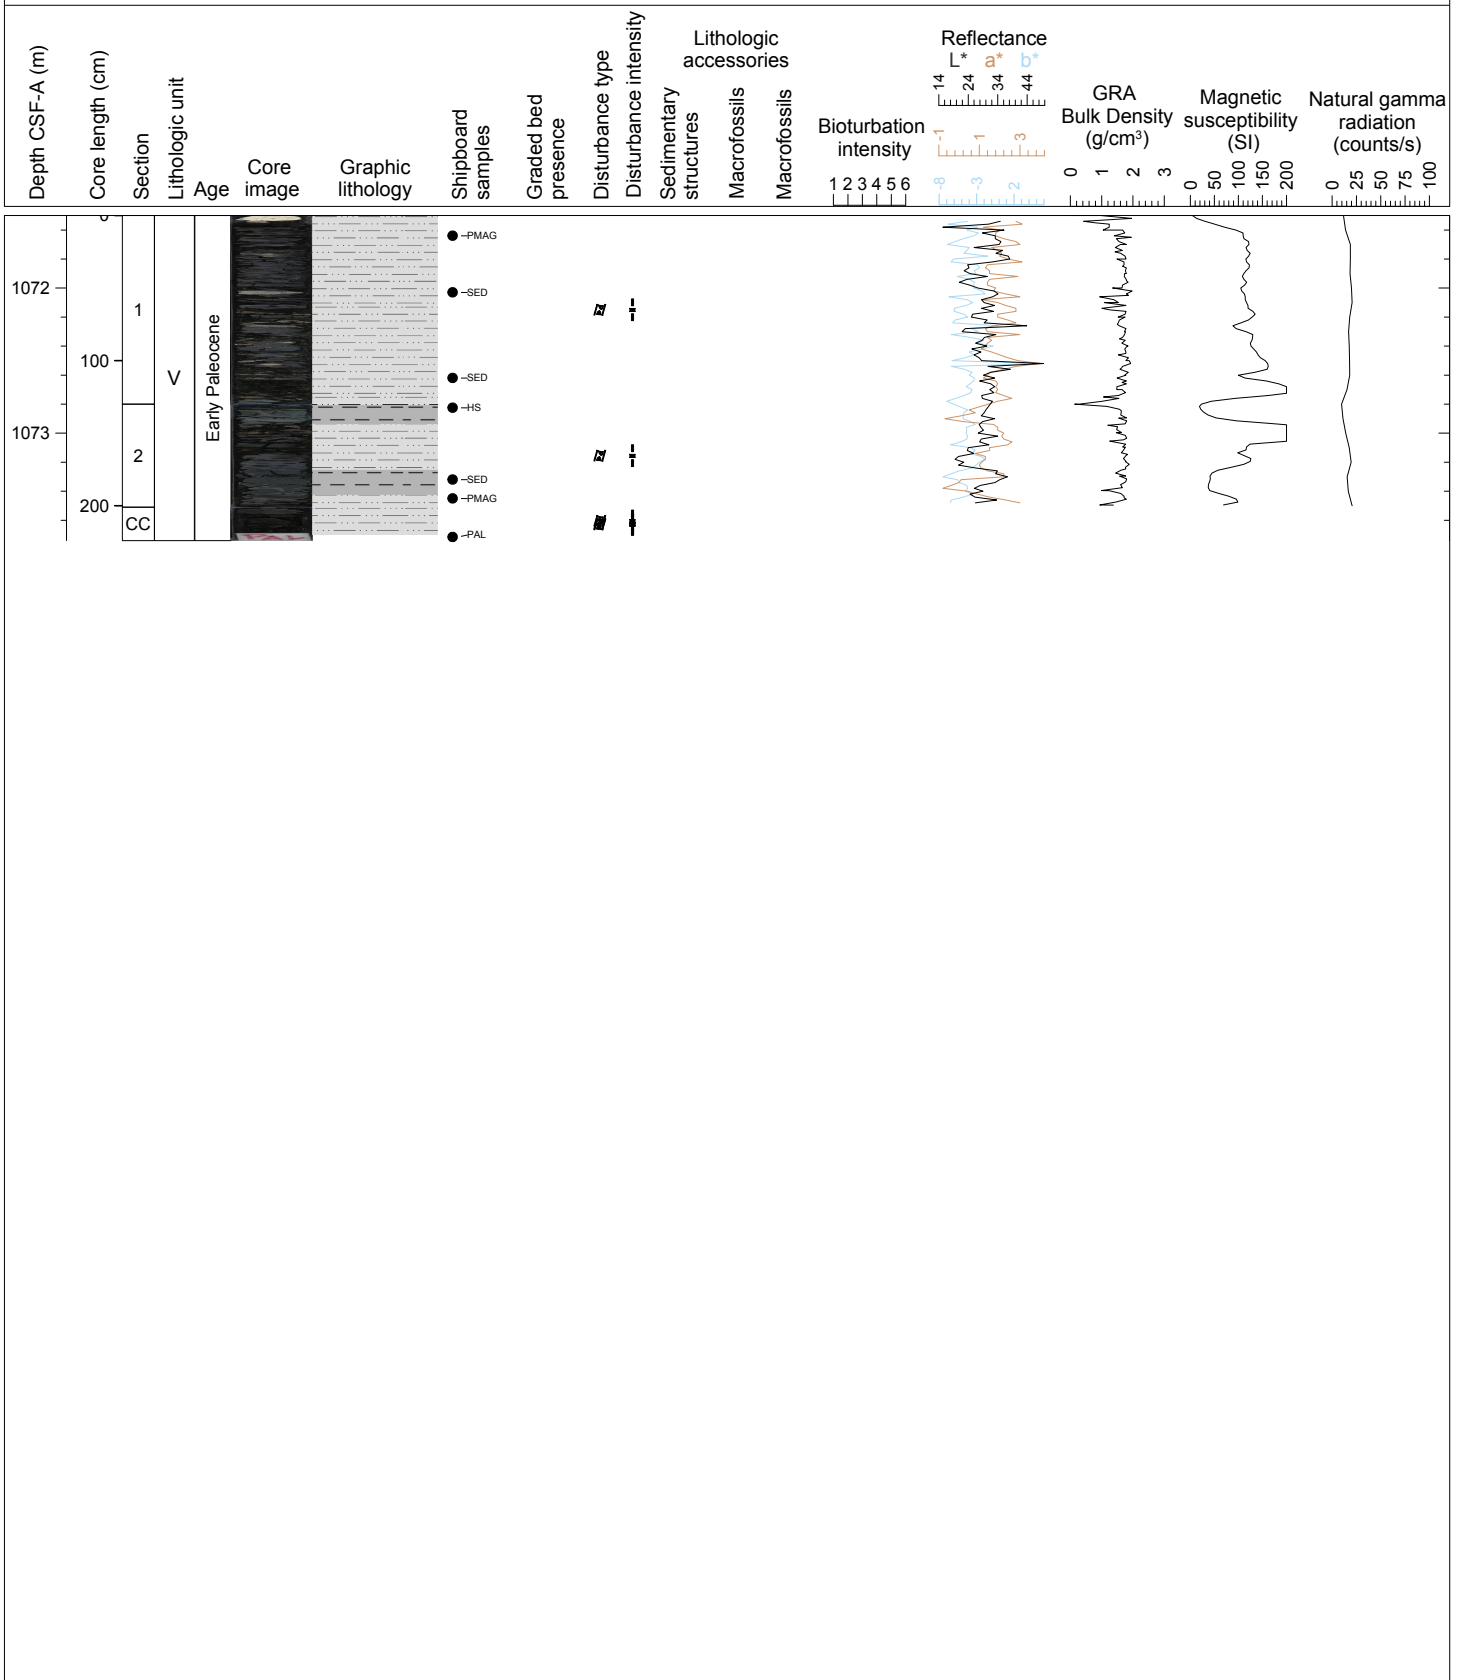 Depth CSF-A (m)
Core length (cm)
Section
Lithologic unit
Age
Core
image
Graphic
lithology
Shipboard
samples
Graded bed
presence
Disturbance type
Disturbance intensity
Lithologic
accessories
Sedimentary
structures
Macrofossils
Macrofossils
Bioturbation
intensity
1 2 3 4 5 6
Reflectance
L* a* b*
14 24 34 44
-1 1 3
-8 -3 2
GRA
Bulk Density
(g/cm³)
0 1 2 3
Magnetic
susceptibility
(SI)
0 50 100 150 200
Natural gamma
radiation
(counts/s)
0 25 50 75 100
0
PMAG
1072
SED
1
100
V
Early Paleocene
SED
HS
1073
2
SED
PMAG
200
CC
PAL
PAL